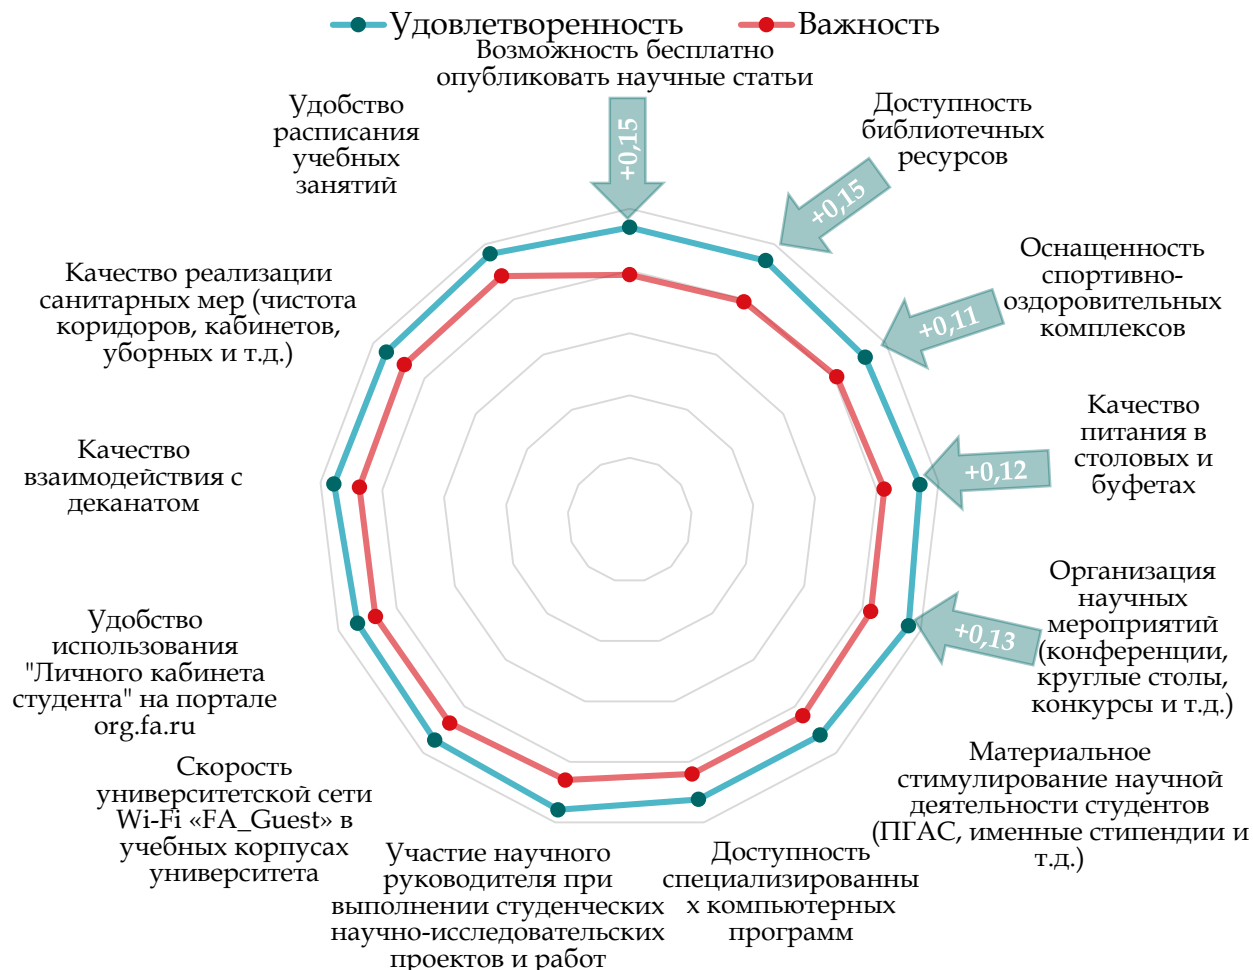 Удовлетворенность
Важность
Возможность бесплатно
опубликовать научные статьи
+0,15
Доступность
библиотечных
ресурсов
+0,15
Оснащенность
спортивно-
оздоровительных
комплексов
+0,11
Качество
питания в
столовых и
буфетах
+0,12
Организация
научных
мероприятий
(конференции,
круглые столы,
конкурсы и т.д.)
+0,13
Материальное
стимулирование научной
деятельности студентов
(ПГАС, именные стипендии и
т.д.)
Доступность
специализированны
х компьютерных
программ
Участие научного
руководителя при
выполнении студенческих
научно-исследовательских
проектов и работ
Скорость
университетской сети
Wi-Fi «FA_Guest» в
учебных корпусах
университета
Удобство
использования
"Личного кабинета
студента" на портале
org.fa.ru
Качество
взаимодействия с
деканатом
Качество реализации
санитарных мер (чистота
коридоров, кабинетов,
уборных и т.д.)
Удобство
расписания
учебных
занятий